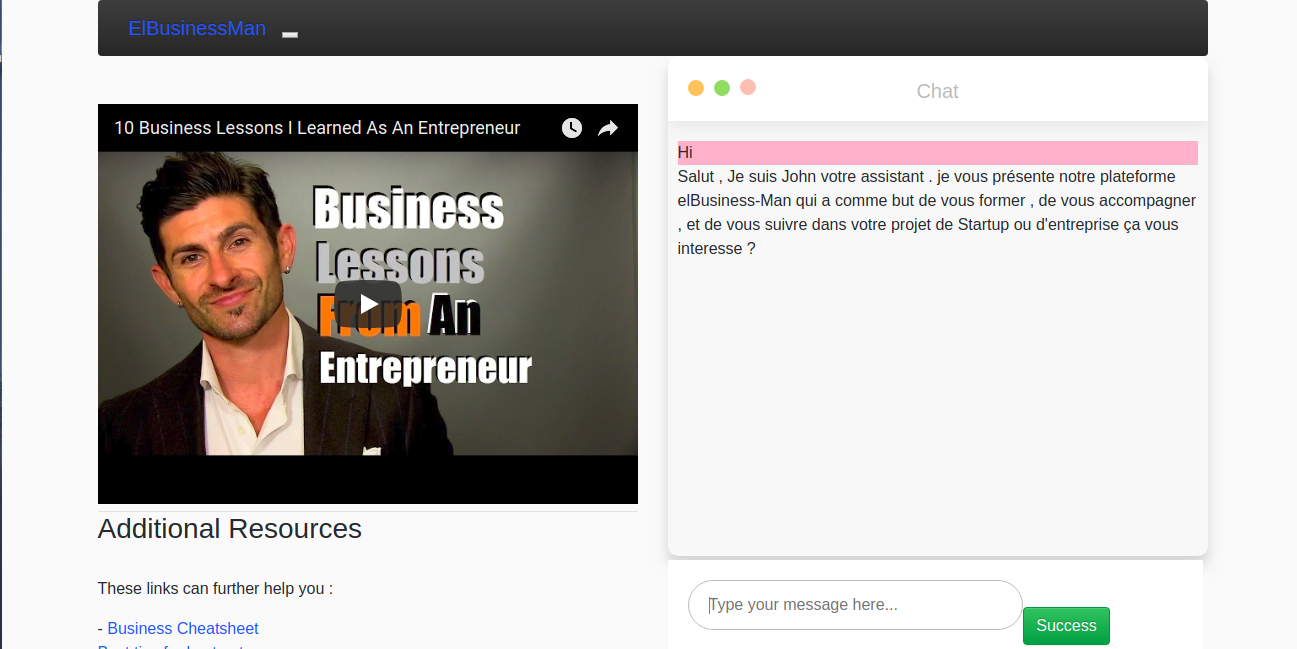 ElBusinessMan
10 Business Lessons I Learned As An Entrepreneur
Business
Lessons
From An
Entrepreneur
Additional Resources
These links can further help you :
- Business Cheatsheet
Chat
Hi
Salut , Je suis John votre assistant . je vous présente notre plateforme
elBusiness-Man qui a comme but de vous former , de vous accompagner
, et de vous suivre dans votre projet de Startup ou d'entreprise ça vous
interesse ?
Type your message here...
Success